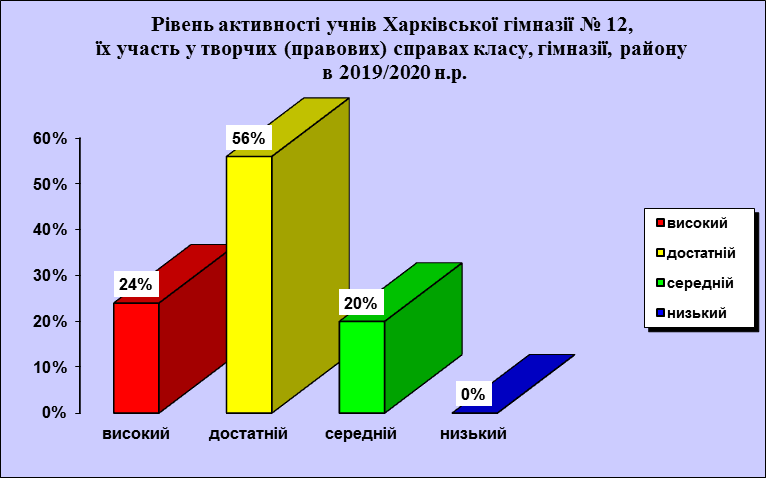 Рівень активності учнів Харківської гімназії № 12,
їх участь у творчих (правових) справах класу, гімназії, району
в 2019/2020 н.р.
60%
50%
40%
30%
20%
10%
0%
24%
56%
20%
0%
високий
достатній
середній
низький
високий
достатній
середній
низький